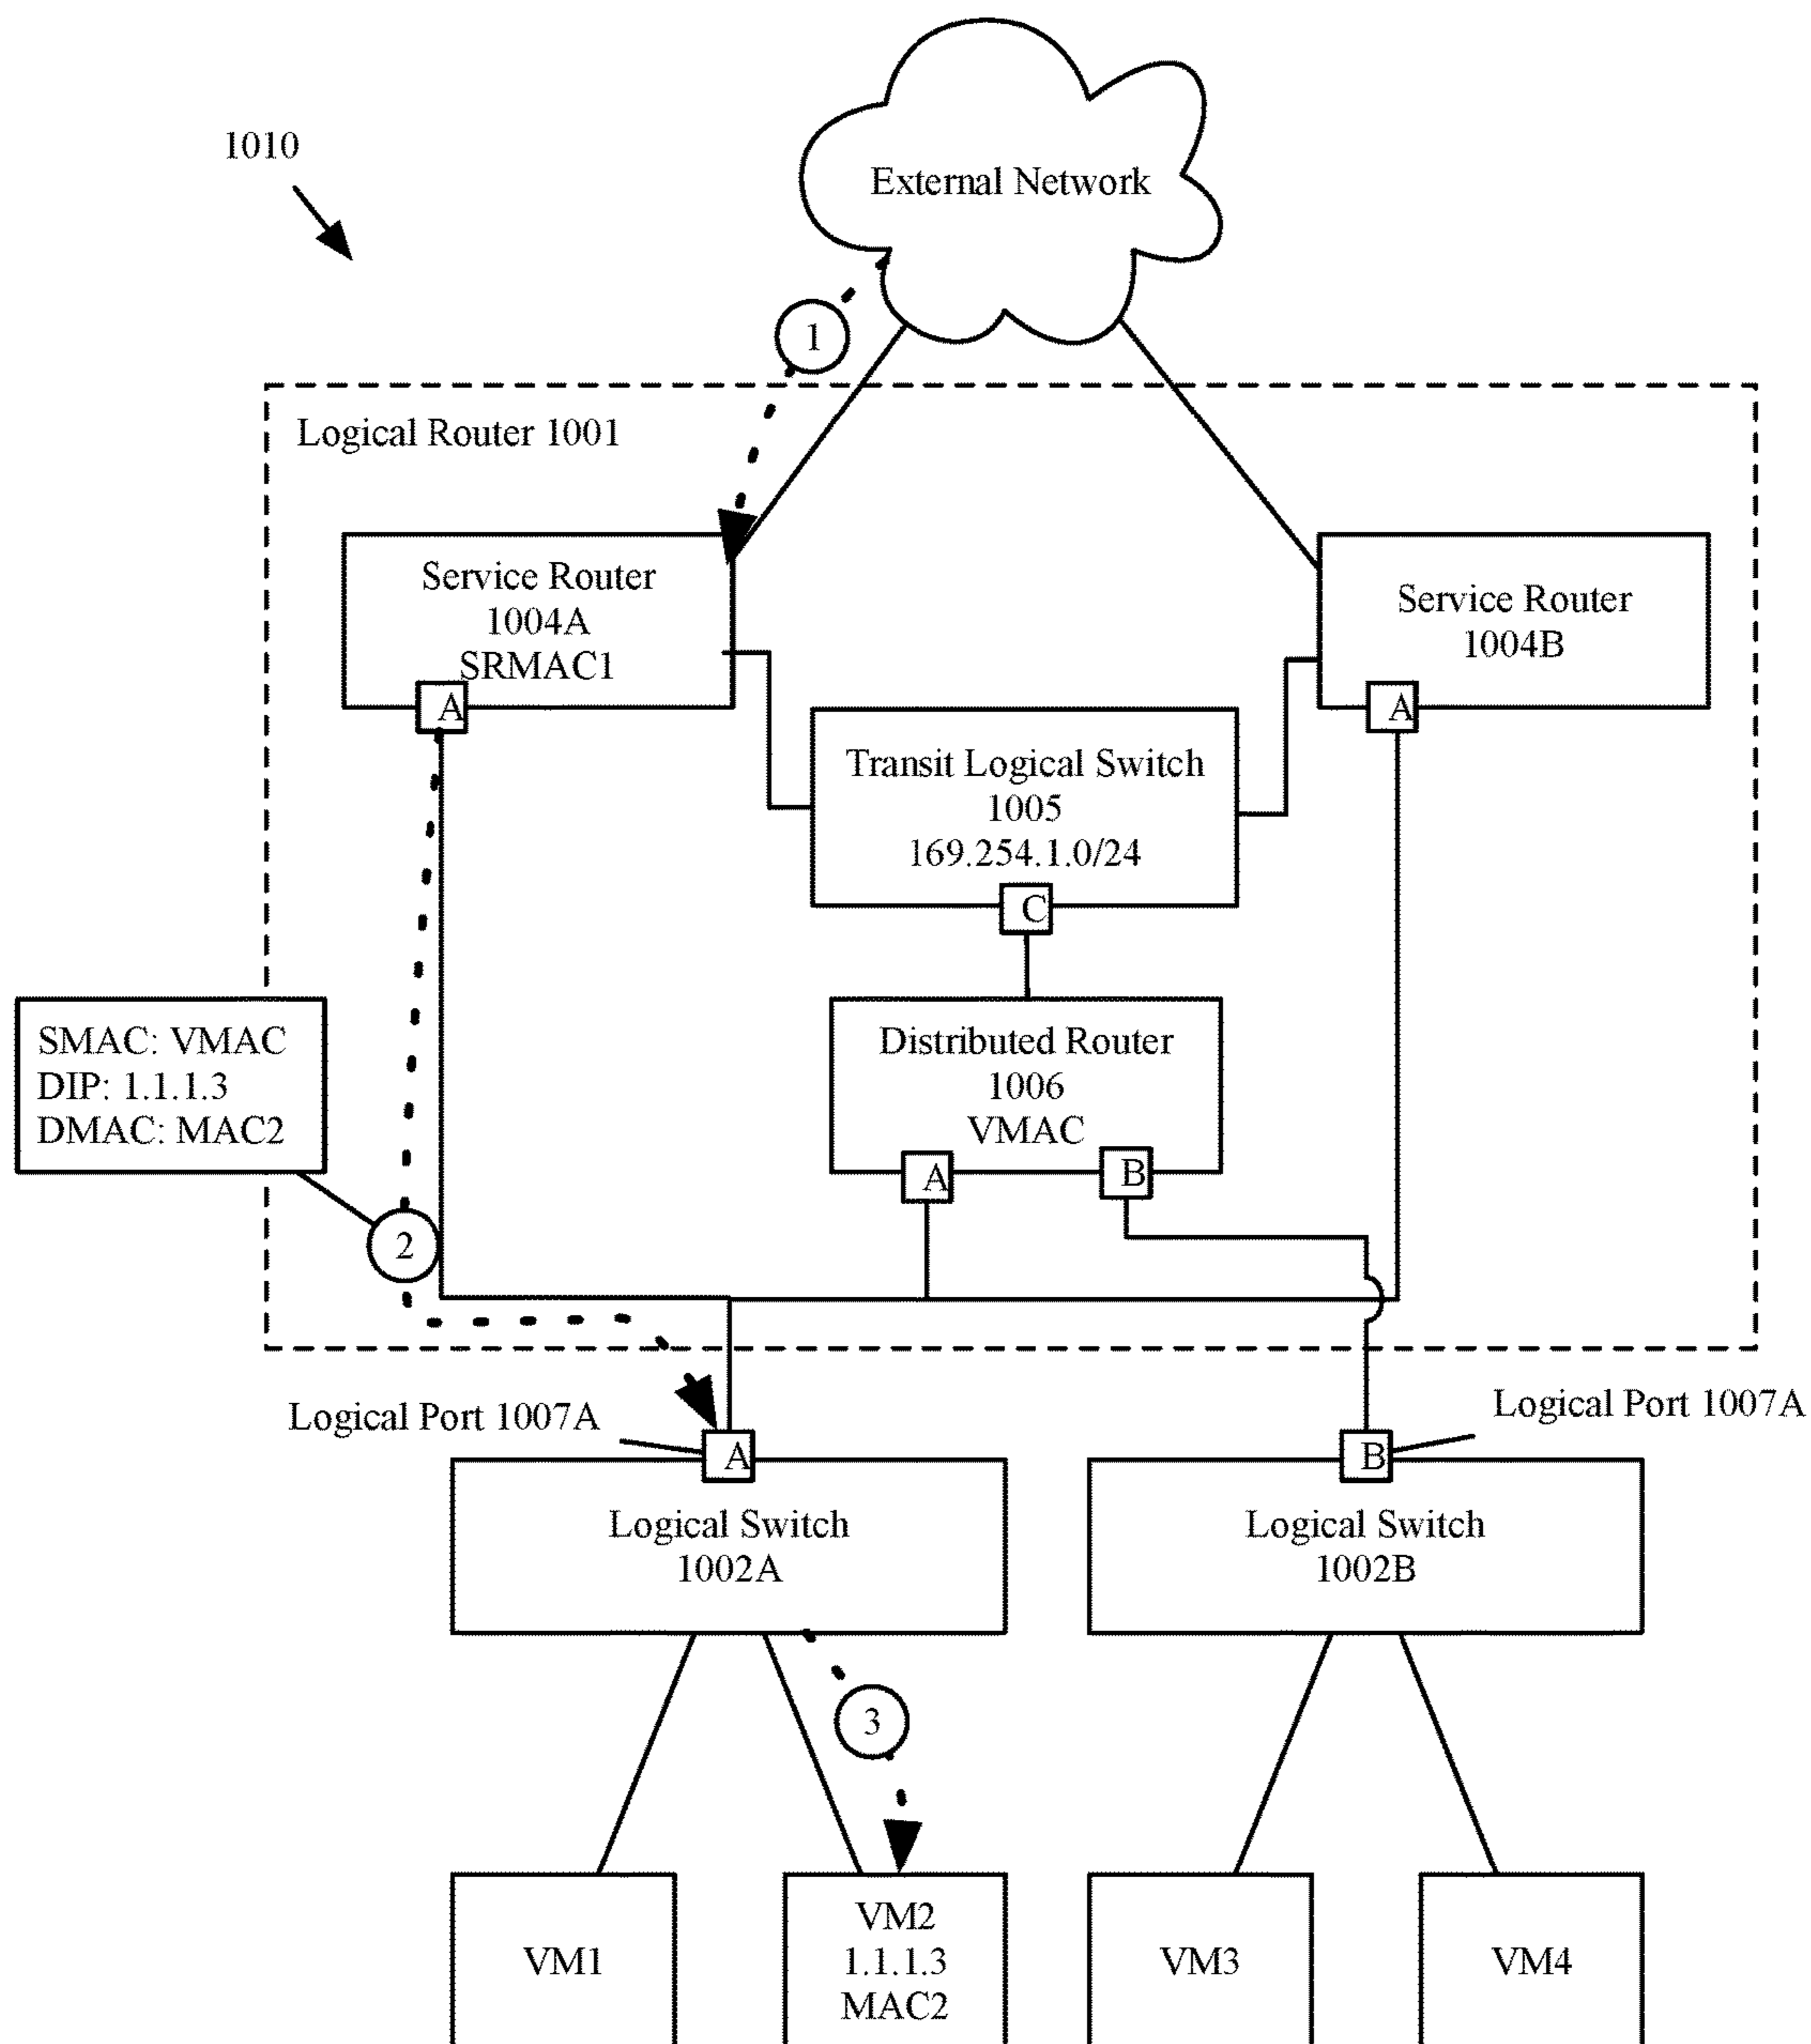 External Network
1010
1
Logical Router 1001
Service Router
1004A
SRMAC1
A
Service Router
1004B
A
Transit Logical Switch
1005
169.254.1.0/24
C
SMAC: VMAC
DIP: 1.1.1.3
DMAC: MAC2
Distributed Router
1006
VMAC
A
B
2
Logical Port 1007A
Logical Port 1007A
A
B
Logical Switch
1002A
Logical Switch
1002B
3
VM1
VM2
1.1.1.3
MAC2
VM3
VM4